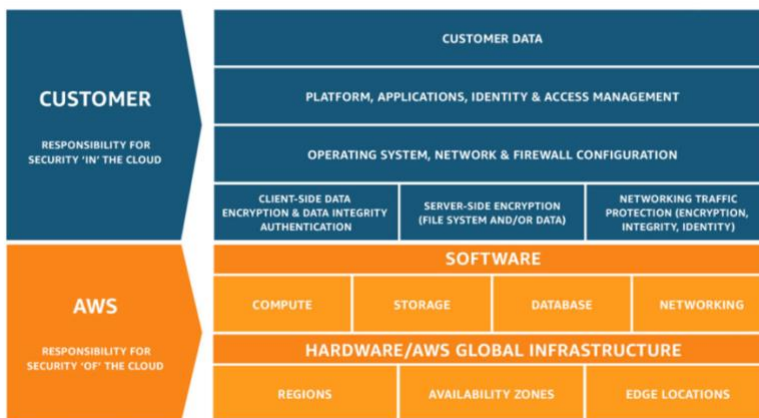 CUSTOMER
RESPONSIBILITY FOR
SECURITY ‘IN’ THE CLOUD
CUSTOMER DATA
PLATFORM, APPLICATIONS, IDENTITY & ACCESS MANAGEMENT
OPERATING SYSTEM, NETWORK & FIREWALL CONFIGURATION
CLIENT-SIDE DATA
ENCRYPTION & DATA INTEGRITY
AUTHENTICATION
SERVER-SIDE ENCRYPTION
(FILE SYSTEM AND/OR DATA)
NETWORKING TRAFFIC
PROTECTION (ENCRYPTION,
INTEGRITY, IDENTITY)
AWS
RESPONSIBILITY FOR
SECURITY ‘OF’ THE CLOUD
SOFTWARE
COMPUTE
STORAGE
DATABASE
NETWORKING
HARDWARE/AWS GLOBAL INFRASTRUCTURE
REGIONS
AVAILABILITY ZONES
EDGE LOCATIONS